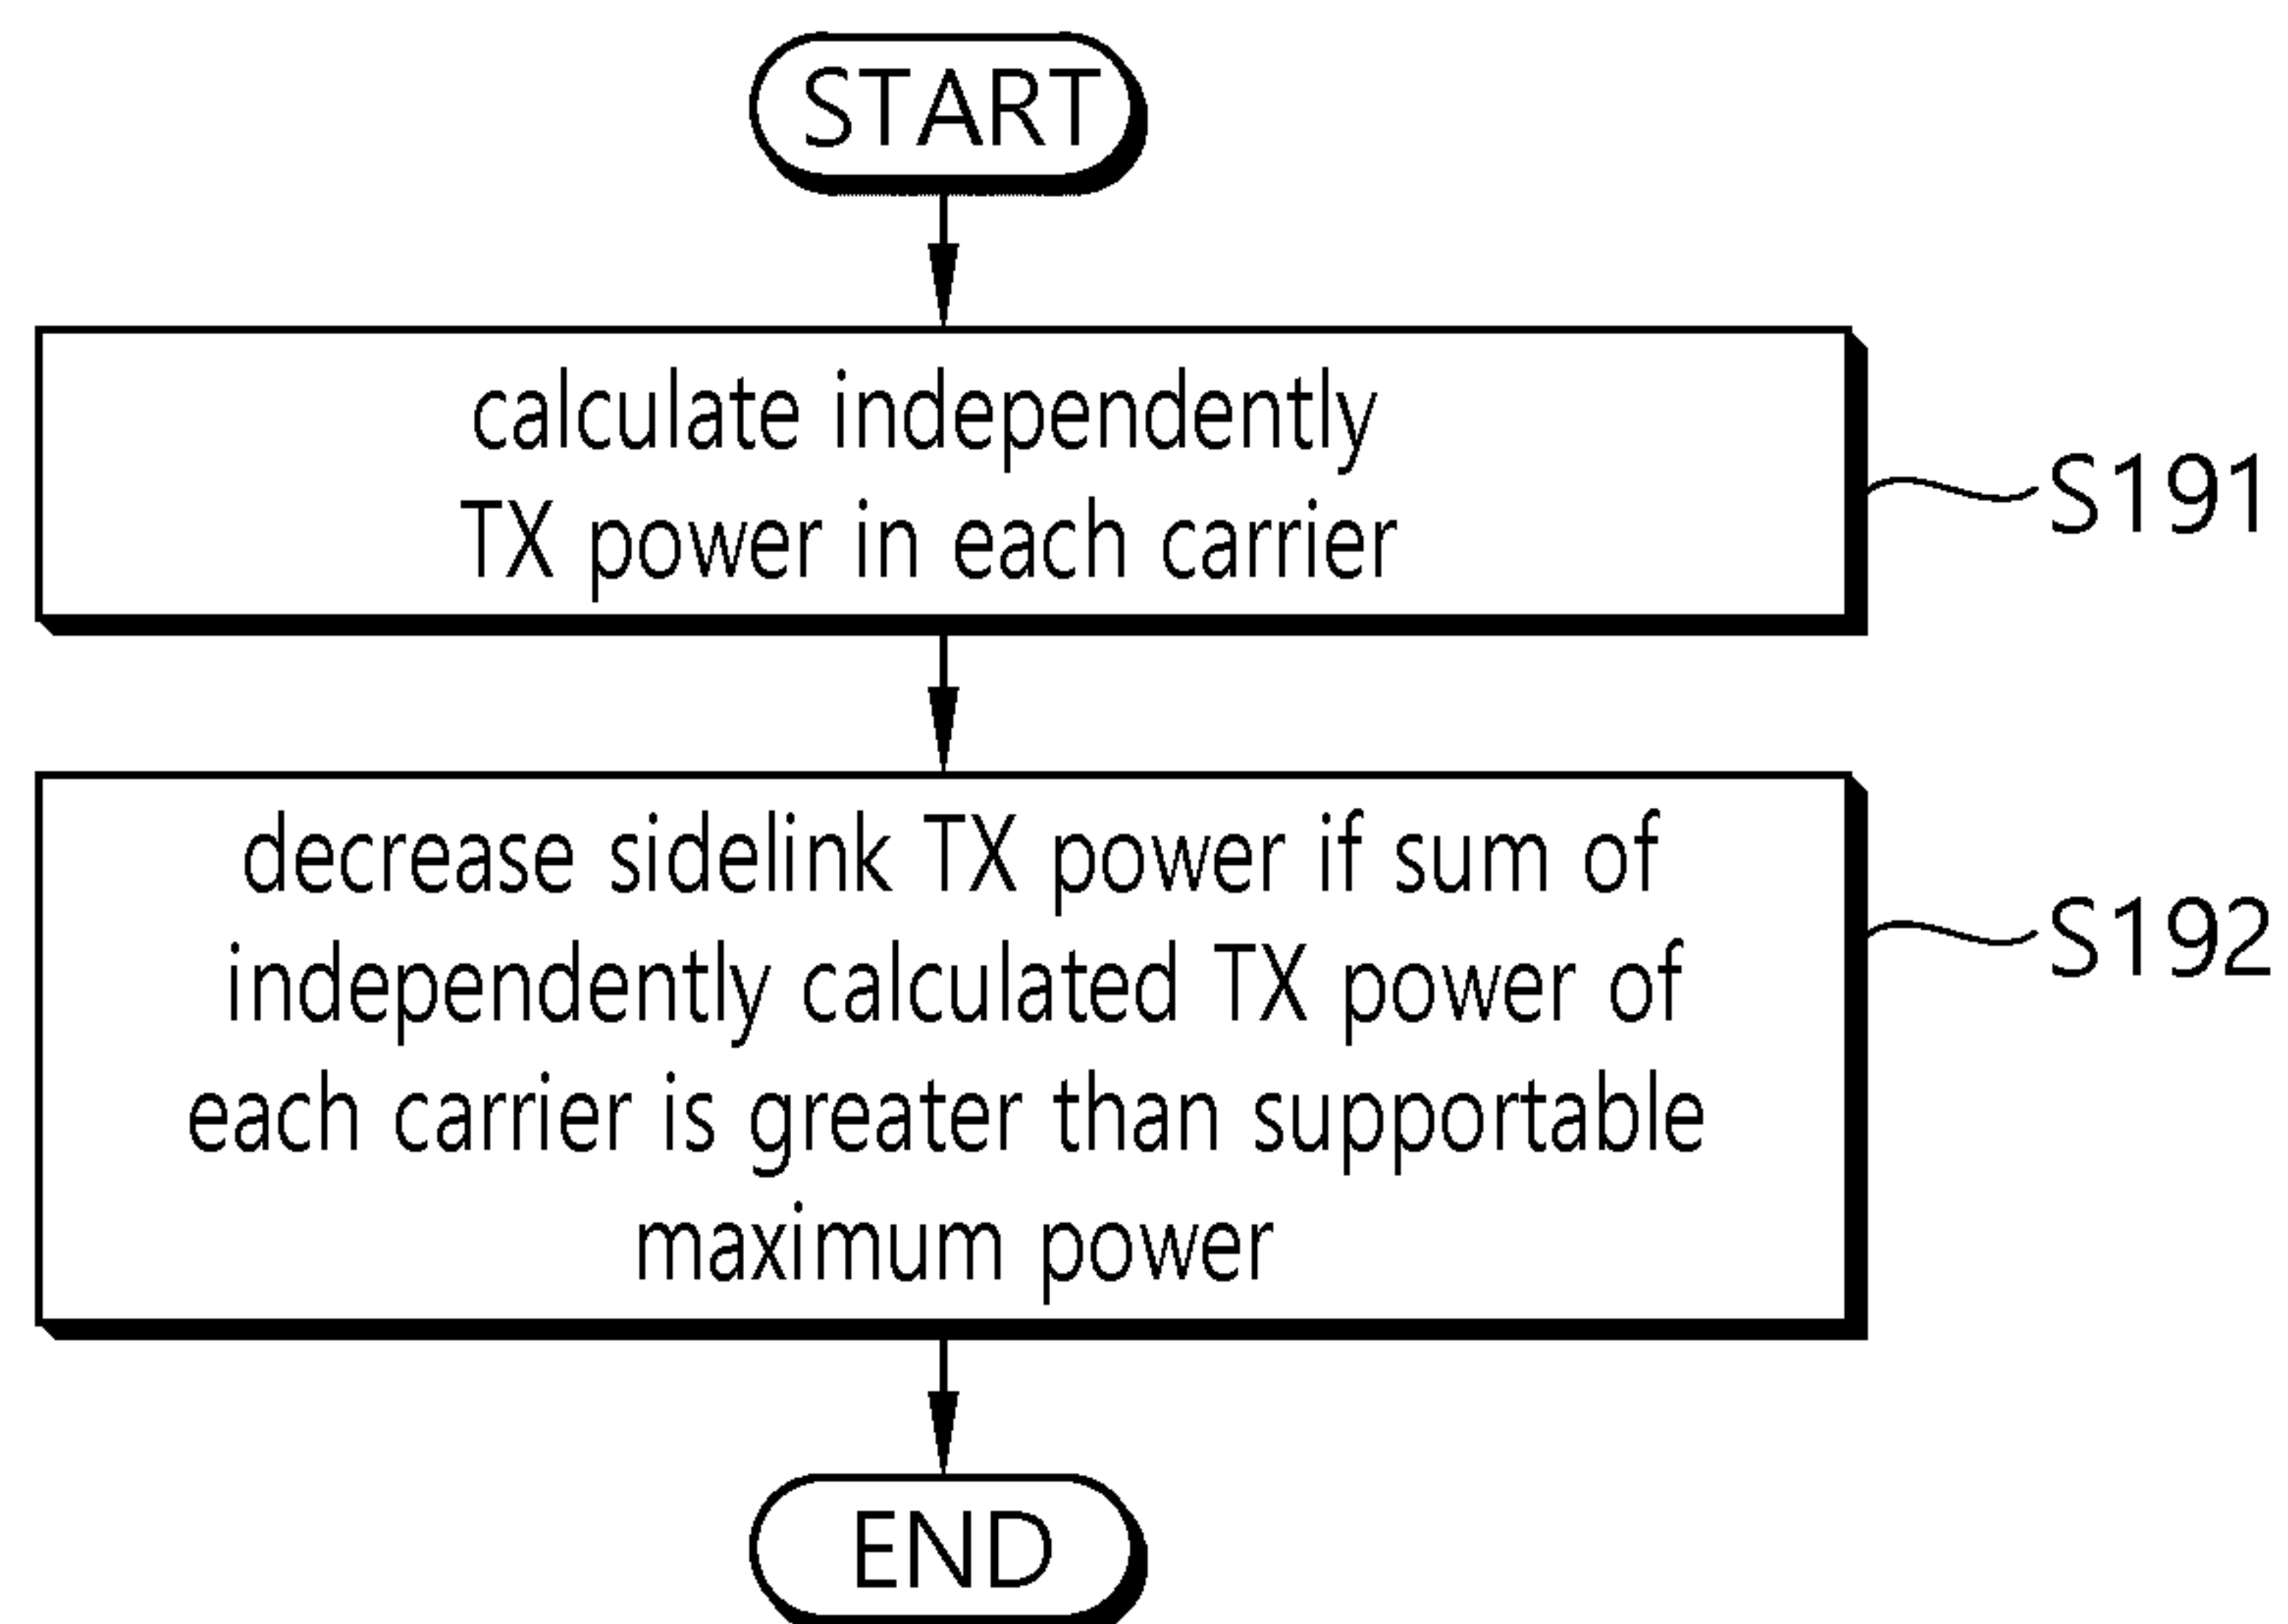 START
calculate independently
TX power in each carrier
S191
decrease sidelink TX power if sum of
independently calculated TX power of
each carrier is greater than supportable
maximum power
S192
END